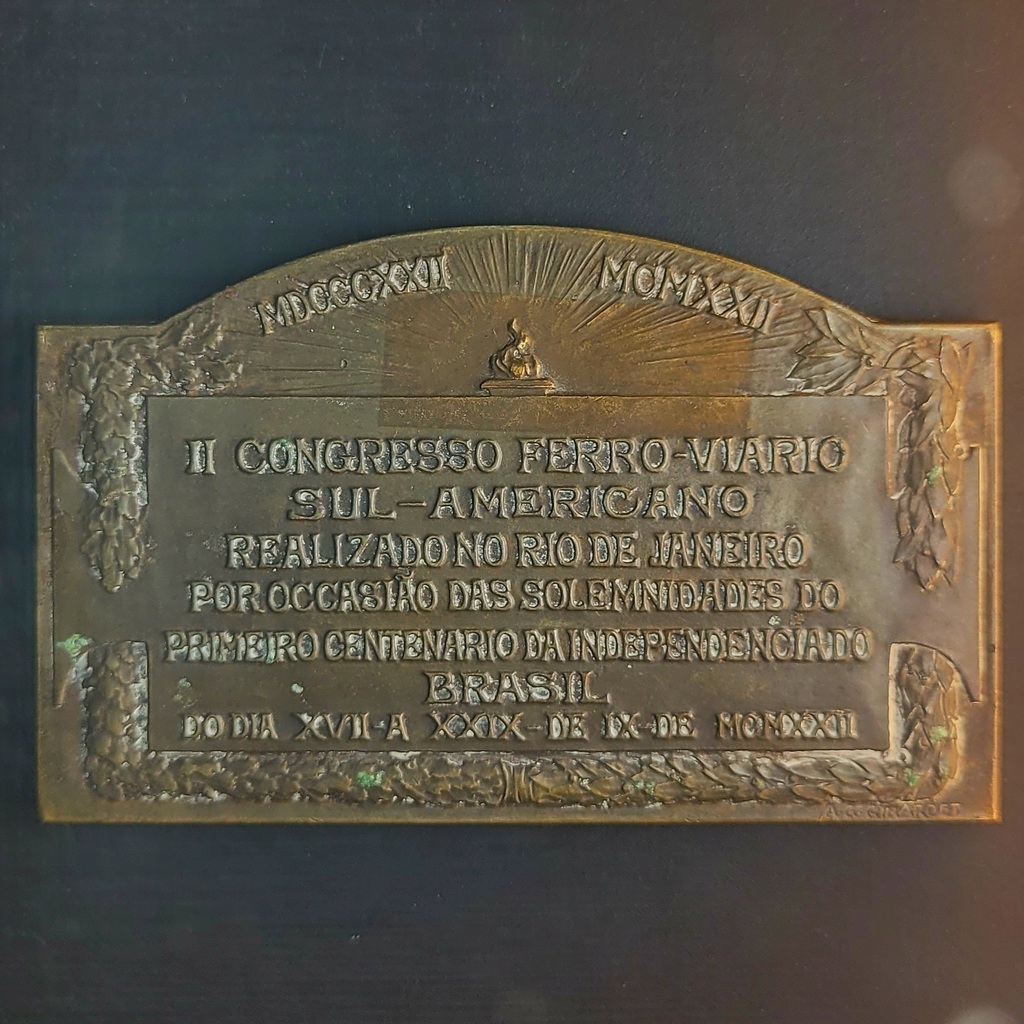 MDCCCXXII MCMXXII
II CONGRESSO FERRO-VIARIO
SUL-AMERICANO
REALIZADO NO RIO DE JANEIRO
POR OCCASIÃO DAS SOLEMNIDADES DO
PRIMEIRO CENTENARIO DA INDEPENDENCIA DO
BRASIL
DO DIA XVII-A XXIX-DE IX-DE MCMXXII